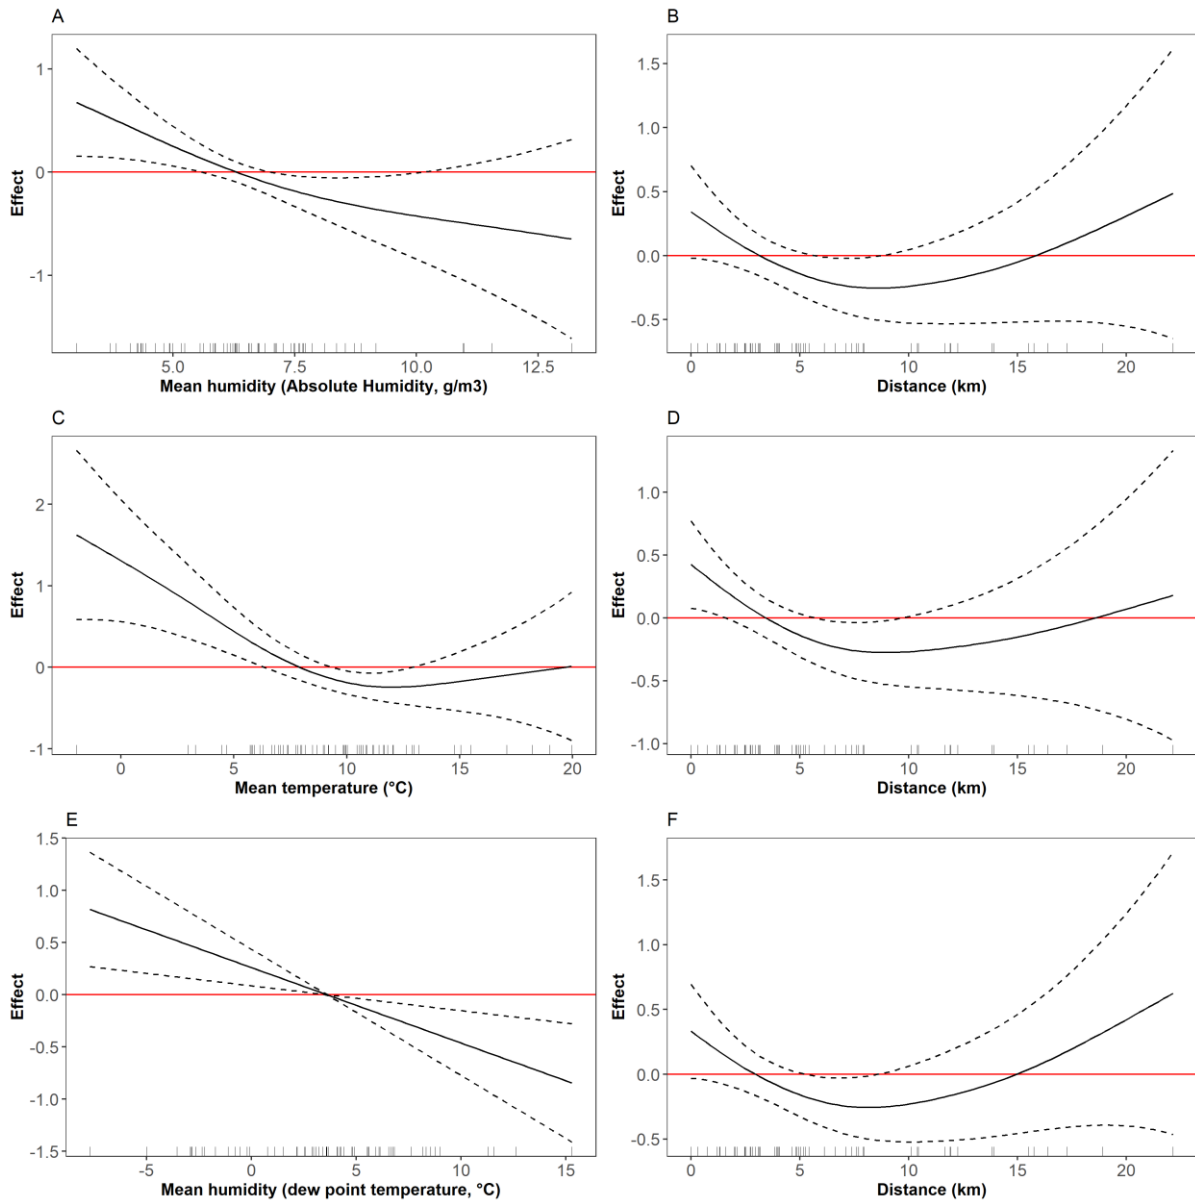 A
1
0
-1
Effect
5.0 7.5 10.0 12.5
Mean humidity (Absolute Humidity, g/m3)
B
1.5
1.0
0.5
0.0
-0.5
Effect
0 5 10 15 20
Distance (km)
C
2
1
0
-1
Effect
0 5 10 15 20
Mean temperature (°C)
D
1.0
0.5
0.0
-0.5
-1.0
Effect
0 5 10 15 20
Distance (km)
E
1.5
1.0
0.5
0.0
-0.5
-1.0
-1.5
Effect
-5 0 5 10 15
Mean humidity (dew point temperature, °C)
F
1.5
1.0
0.5
0.0
-0.5
Effect
0 5 10 15 20
Distance (km)